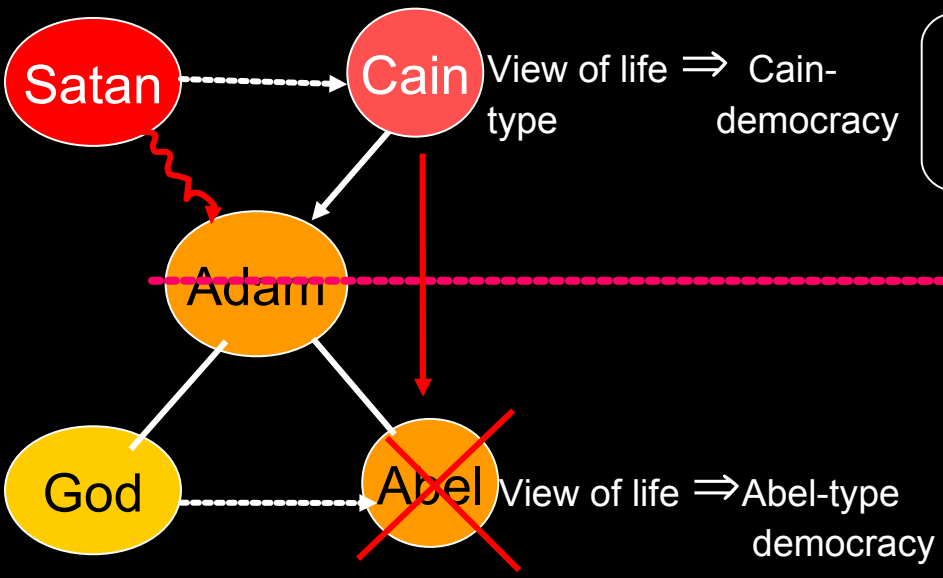 Satan
Cain
View of life ⇒ Cain-
type democracy
Adam
God
Abel
View of life ⇒Abel-type
democracy